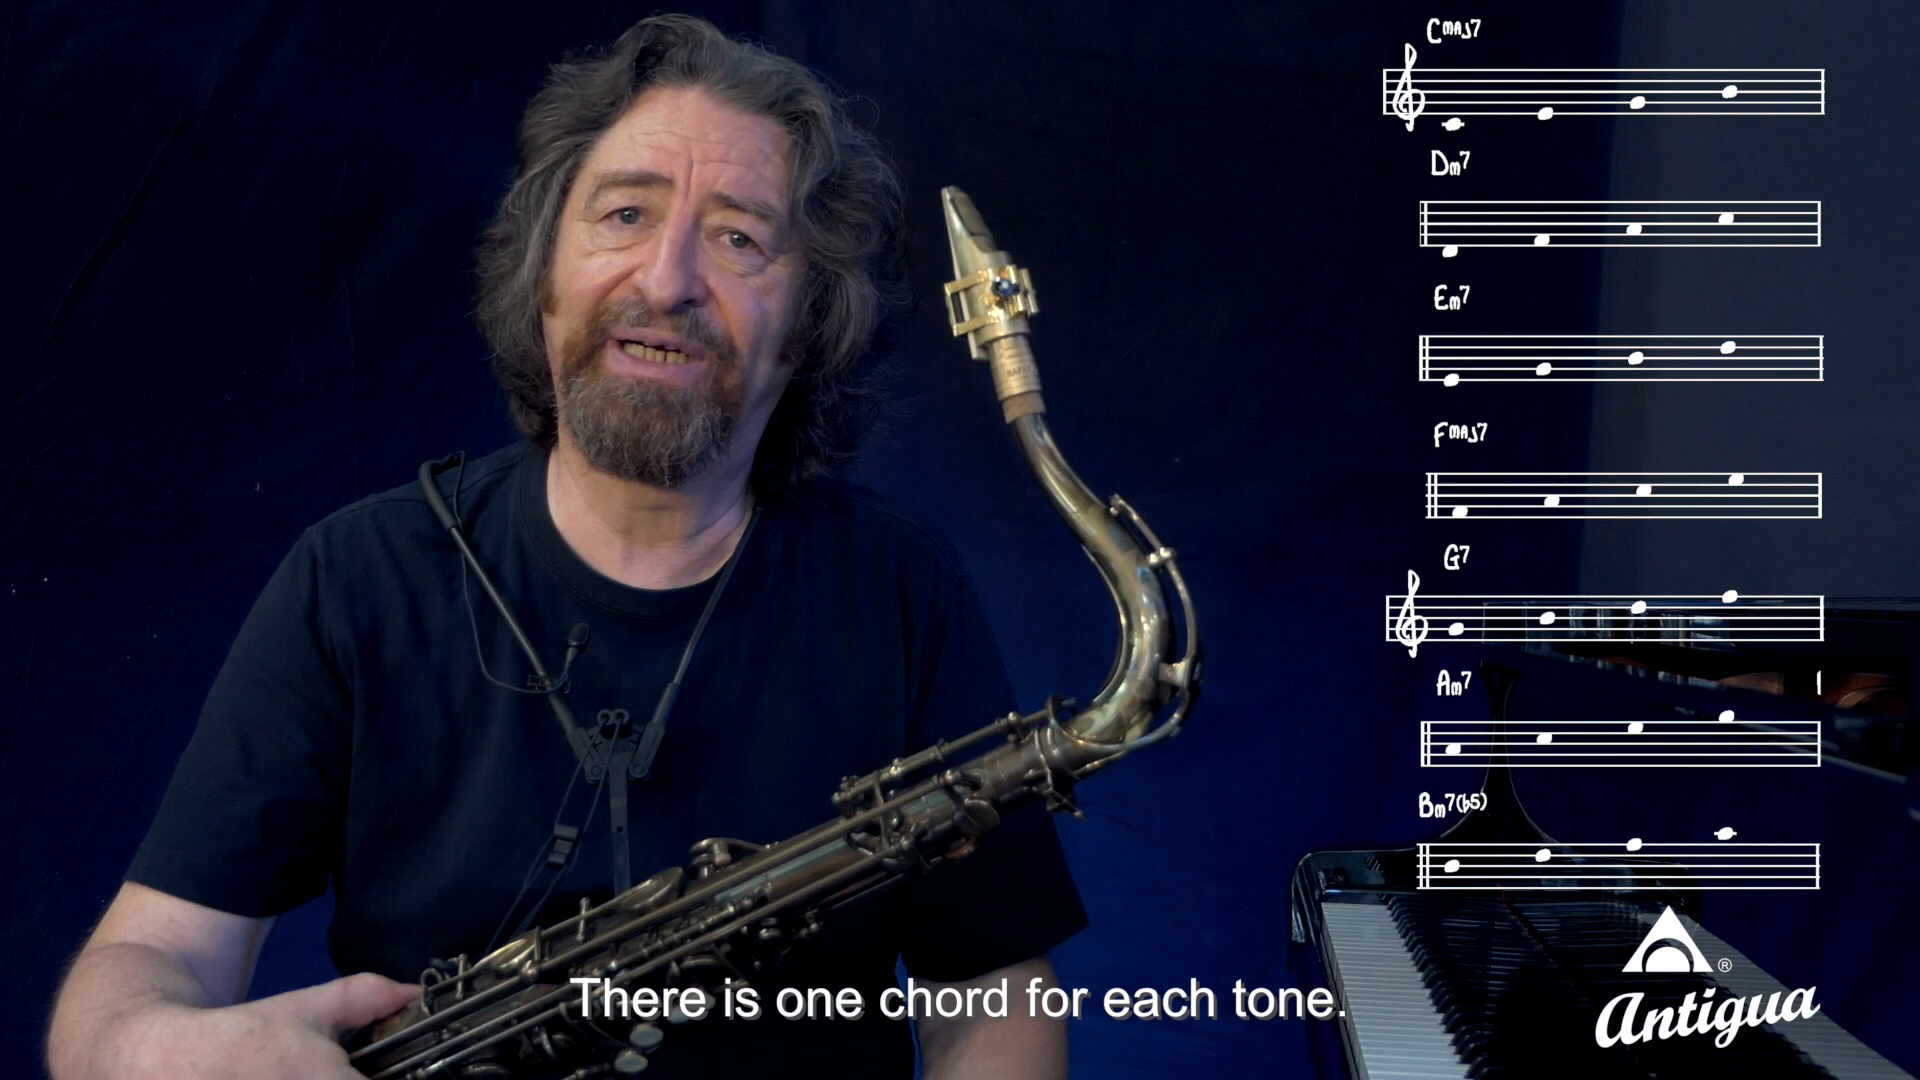 Cmaj7
Dm7
Em7
Fmaj7
G7
Am7
Bm7(b5)
There is one chord for each tone.
Antigua®